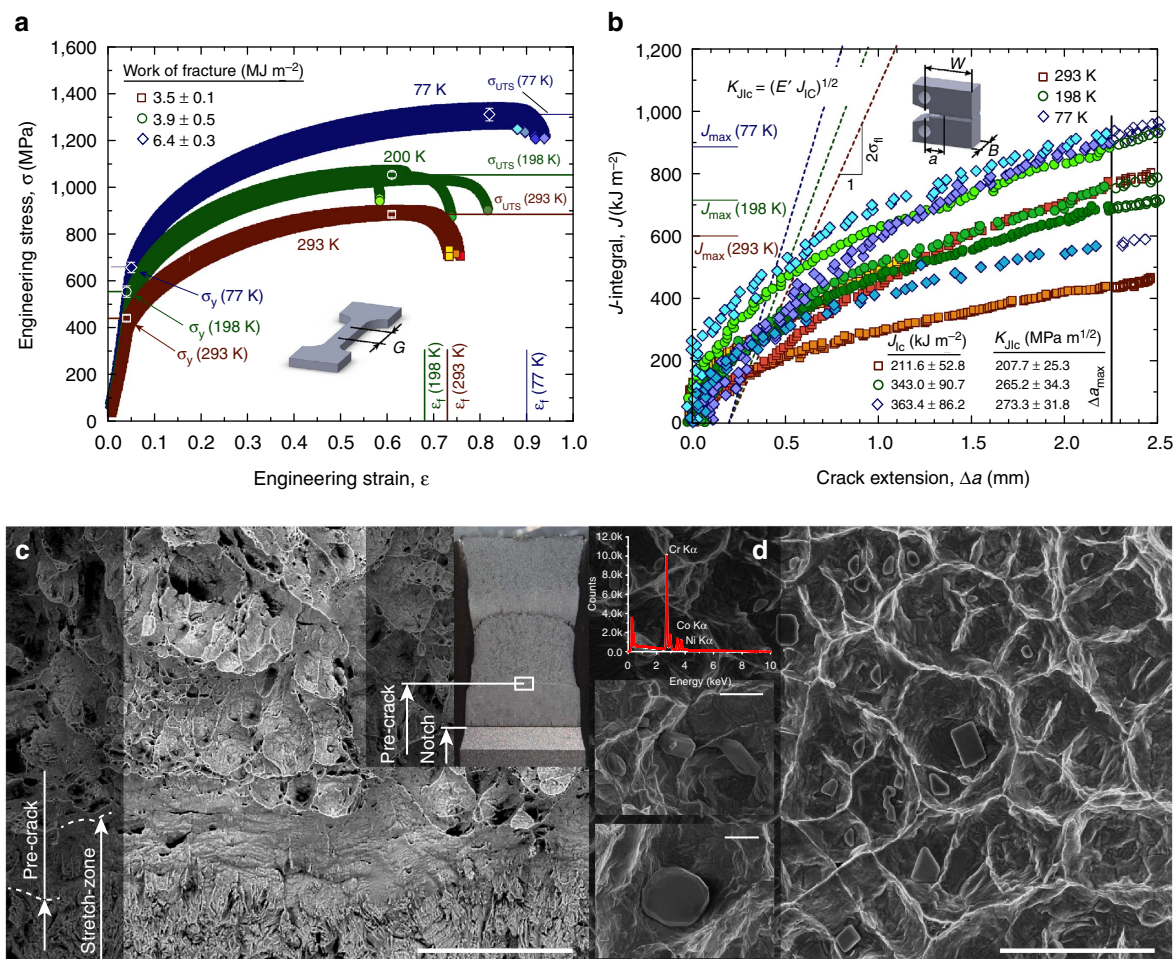 a
1,600
1,400
1,200
1,000
800
600
400
200
0
Engineering stress, σ (MPa)
Work of fracture (MJ m⁻²)
3.5 ± 0.1
3.9 ± 0.5
6.4 ± 0.3
77 K
σUTS (77 K)
200 K
σUTS (198 K)
σUTS (293 K)
293 K
σy (77 K)
σy (198 K)
σy (293 K)
G
εf (198 K)
εf (293 K)
εf (77 K)
0.0 0.1 0.2 0.3 0.4 0.5 0.6 0.7 0.8 0.9 1.0
Engineering strain, ε
b
1,200
1,000
800
600
400
200
0
J-integral, J (kJ m⁻²)
KJIc = (E′ JIC)1/2
W
a
B
293 K
198 K
77 K
Jmax (77 K)
Jmax (198 K)
Jmax (293 K)
2σfl
1
JIc (kJ m⁻²) KJIc (MPa m1/2)
211.6 ± 52.8 207.7 ± 25.3
343.0 ± 90.7 265.2 ± 34.3
363.4 ± 86.2 273.3 ± 31.8
Δamax
0.0 0.5 1.0 1.5 2.0 2.5
Crack extension, Δa (mm)
c
Pre-crack
Stretch-zone
Pre-crack
Notch
d
12.0k
10.0k
8.0k
6.0k
4.0k
2.0k
0.0
Counts
Cr Kα
Co Kα
Ni Kα
0 2 4 6 8 10
Energy (keV)